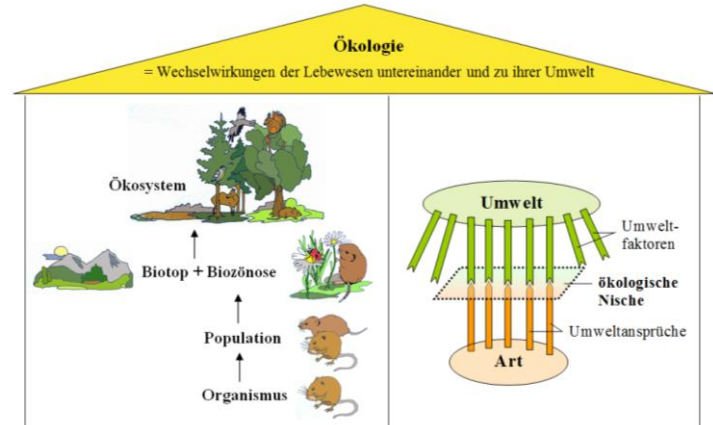 Ökologie
= Wechselwirkungen der Lebewesen untereinander und zu ihrer Umwelt
Ökosystem
Biotop + Biozönose
Population
Organismus
Umwelt
Umwelt-
faktoren
ökologische
Nische
Umweltansprüche
Art